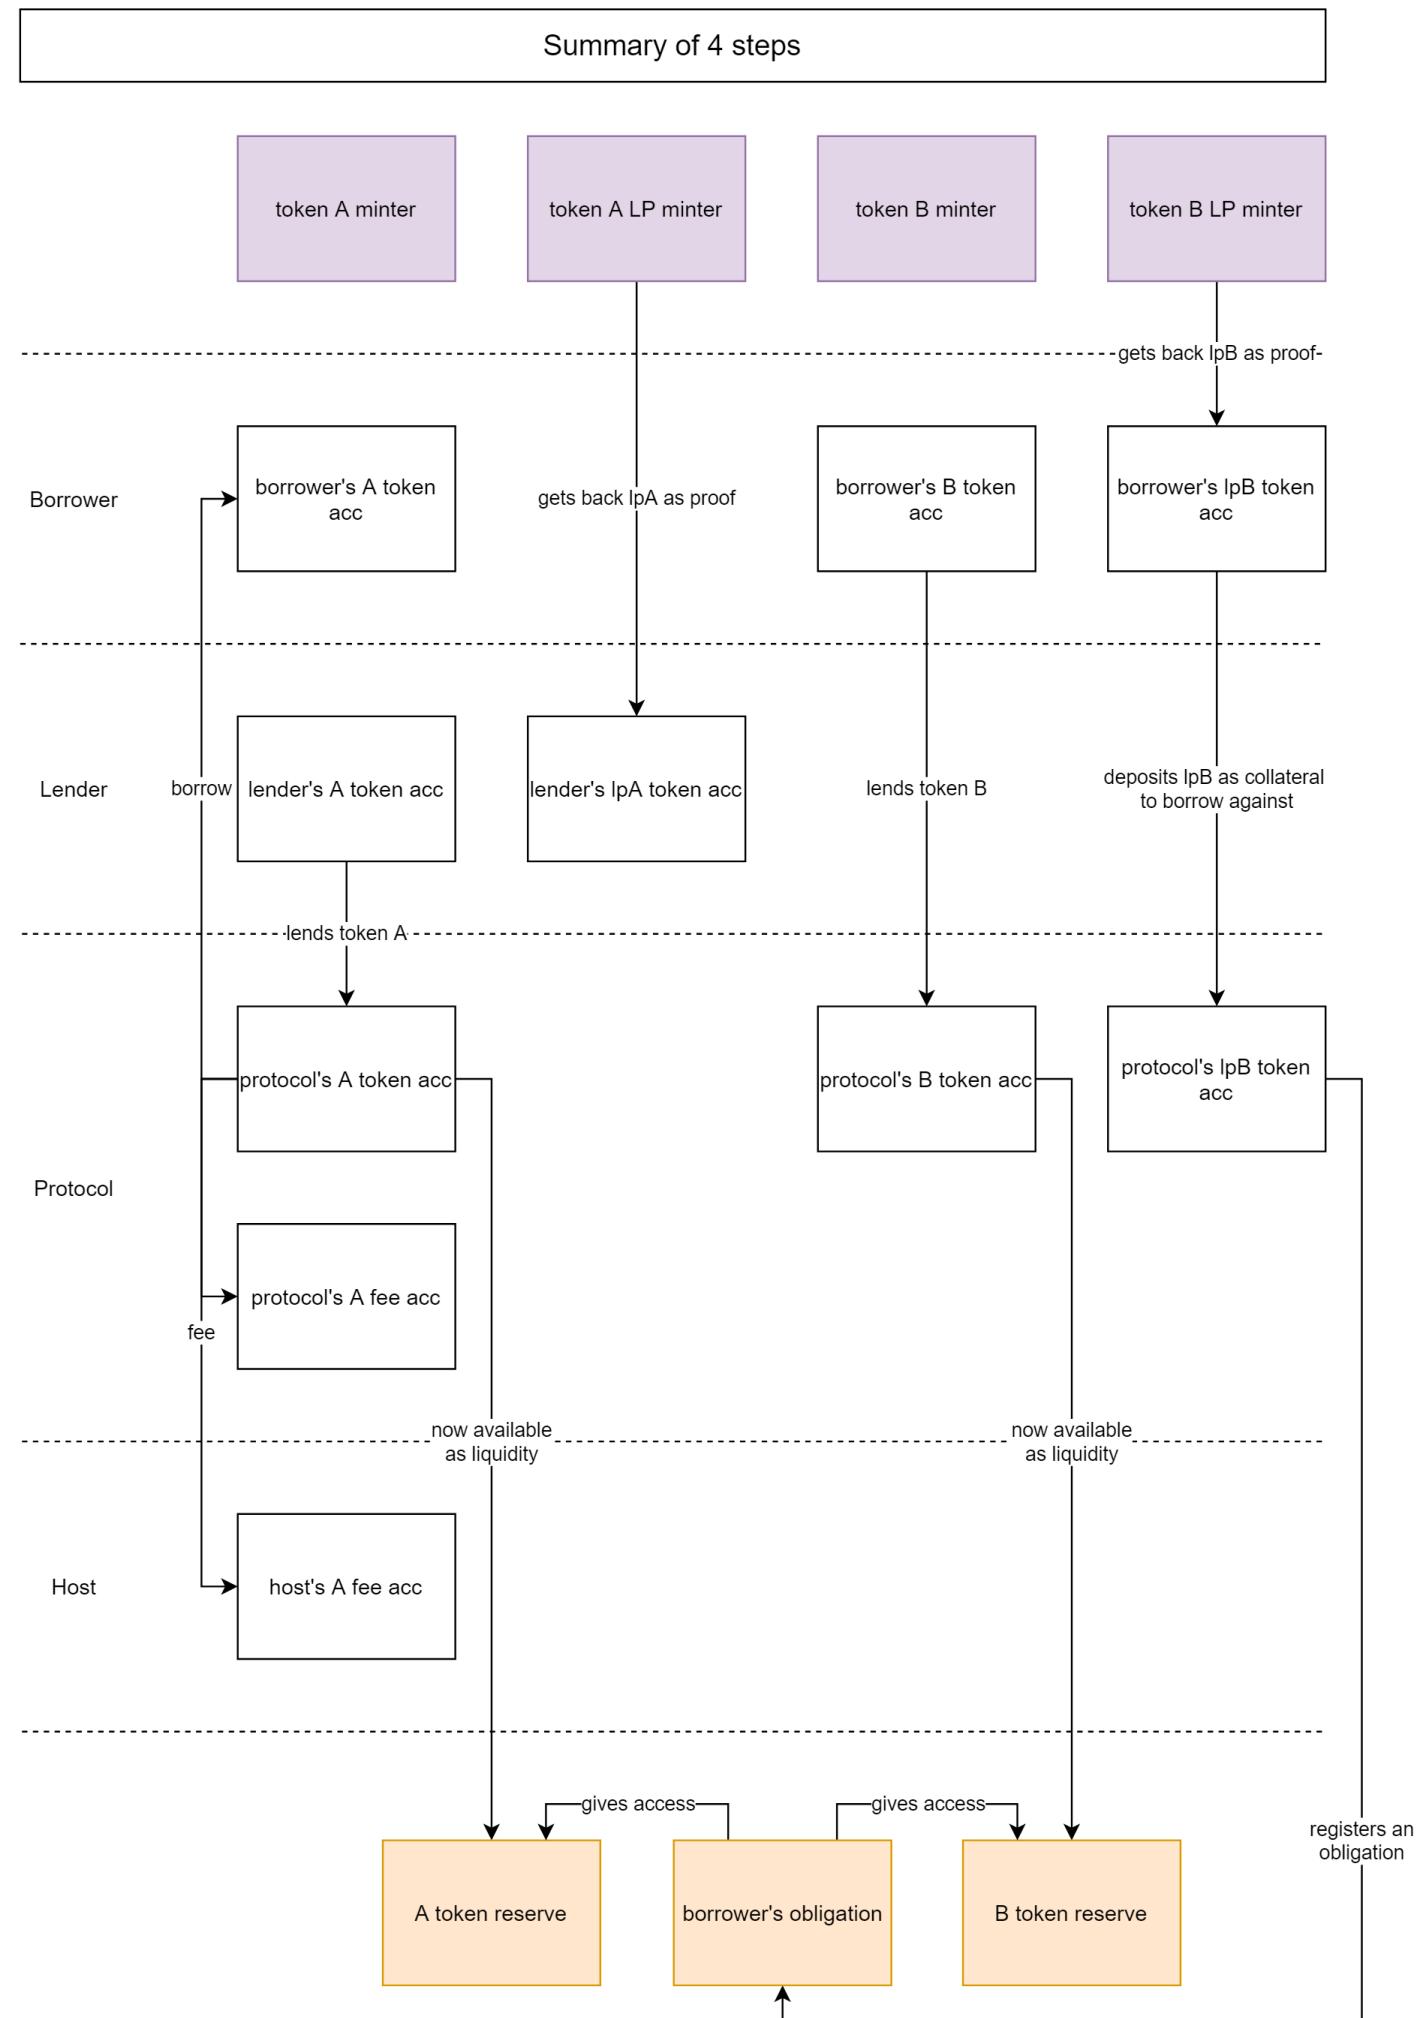 Summary of 4 steps
token A minter
token A LP minter
token B minter
token B LP minter
gets back lpB as proof
Borrower
borrower's A token
acc
gets back lpA as proof
borrower's B token
acc
borrower's lpB token
acc
Lender
borrow
lender's A token acc
lender's lpA token acc
lends token B
deposits lpB as collateral
to borrow against
lends token A
protocol's A token acc
protocol's B token acc
protocol's lpB token
acc
Protocol
protocol's A fee acc
fee
now available
as liquidity
now available
as liquidity
Host
host's A fee acc
gives access
gives access
registers an
obligation
A token reserve
borrower's obligation
B token reserve